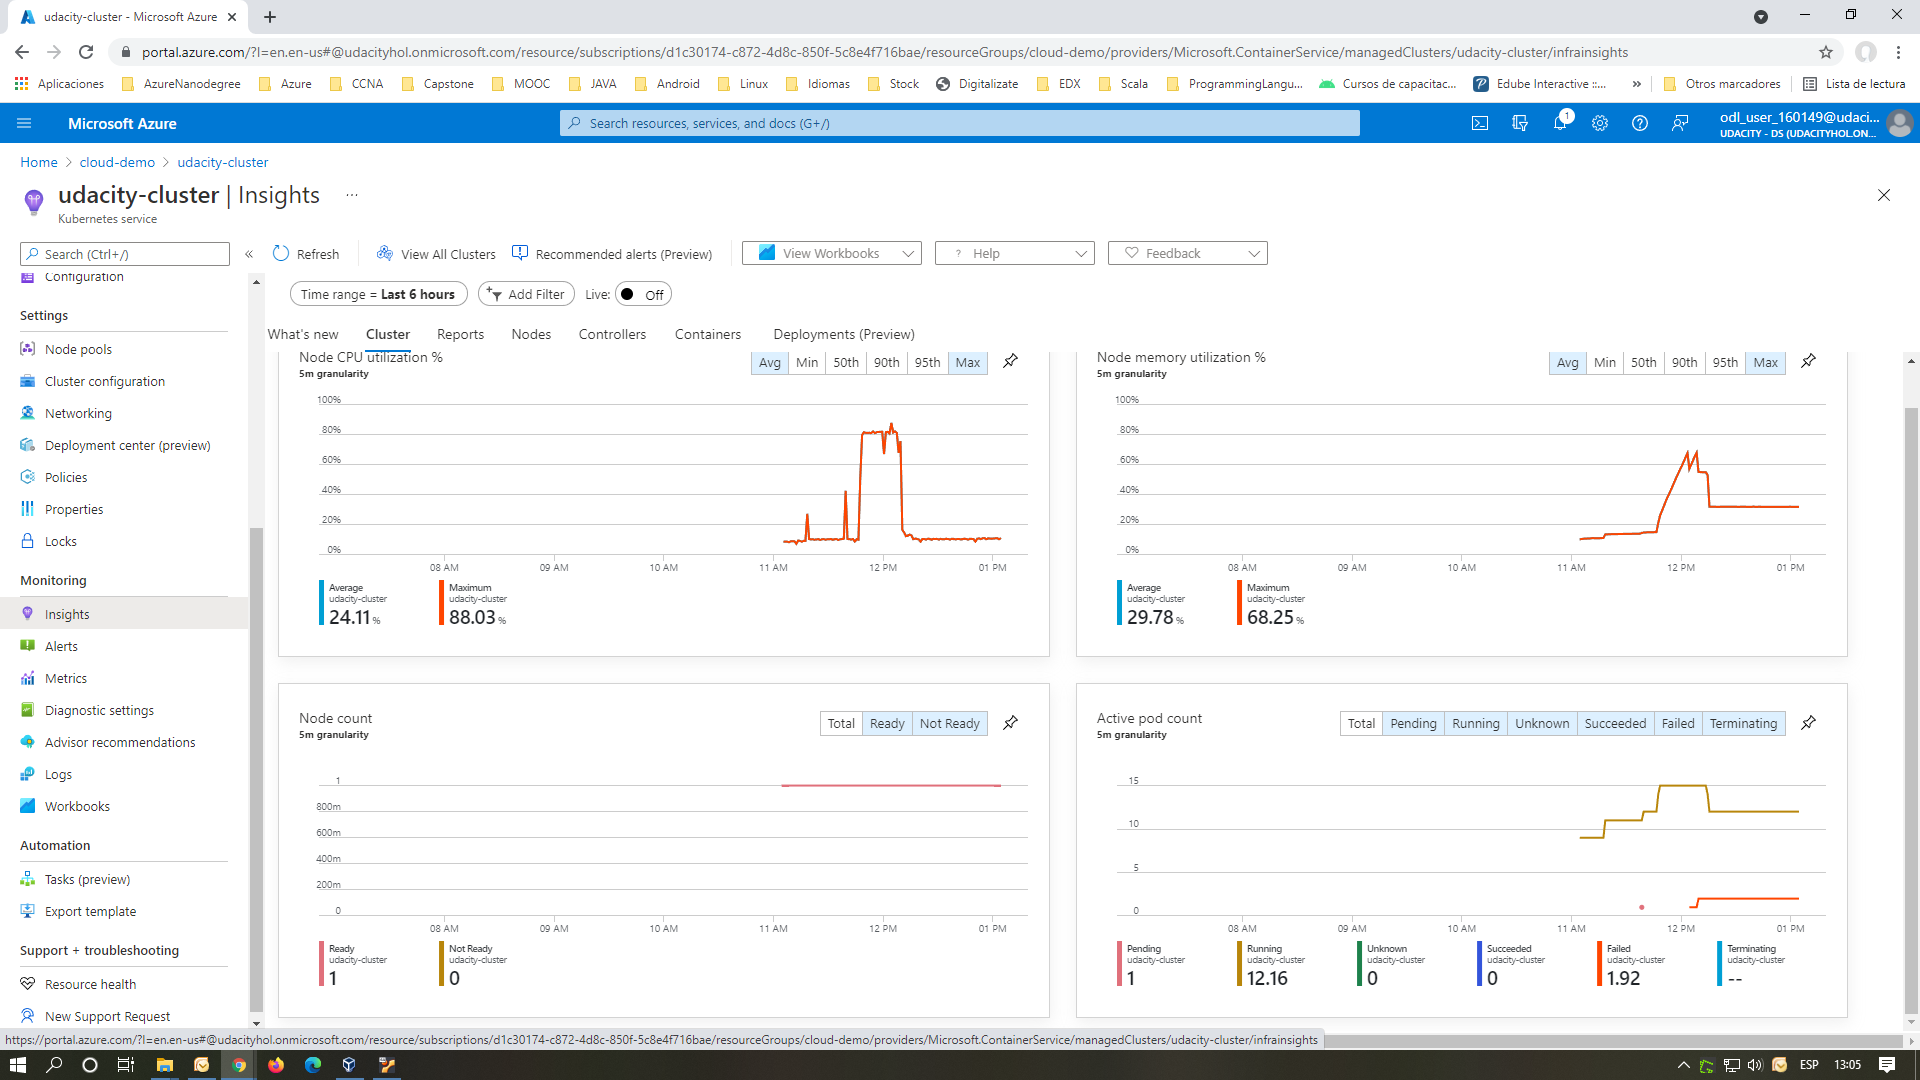 udacity-cluster - Microsoft Azure
portal.azure.com/?l=en.en-us#@udacityhol.onmicrosoft.com/resource/subscriptions/d1c30174-c872-4d8c-850f-5c8e4f716bae/resourceGroups/cloud-demo/providers/Microsoft.ContainerService/managedClusters/udacity-cluster/infrainsights
Aplicaciones AzureNanodegree Azure CCNA Capstone MOOC JAVA Android Linux Idiomas Stock Digitalizate EDX Scala ProgrammingLangu... Cursos de capacitac... Edube Interactive ::... » Otros marcadores Lista de lectura
Microsoft Azure
Search resources, services, and docs (G+/)
1
odl_user_160149@udaci...
UDACITY - DS (UDACITYHOL.ON...
Home > cloud-demo > udacity-cluster
udacity-cluster | Insights ...
Kubernetes service
Search (Ctrl+/) «
Refresh View All Clusters Recommended alerts (Preview) View Workbooks ? Help Feedback
Time range = Last 6 hours Add Filter Live: Off
What's new Cluster Reports Nodes Controllers Containers Deployments (Preview)
Configuration
Settings
Node pools
Cluster configuration
Networking
Deployment center (preview)
Policies
Properties
Locks
Monitoring
Insights
Alerts
Metrics
Diagnostic settings
Advisor recommendations
Logs
Workbooks
Automation
Tasks (preview)
Export template
Support + troubleshooting
Resource health
New Support Request
Node CPU utilization %
5m granularity
Avg Min 50th 90th 95th Max
100%
80%
60%
40%
20%
0%
08 AM 09 AM 10 AM 11 AM 12 PM 01 PM
Average
udacity-cluster
24.11 %
Maximum
udacity-cluster
88.03 %
Node memory utilization %
5m granularity
Avg Min 50th 90th 95th Max
100%
80%
60%
40%
20%
0%
08 AM 09 AM 10 AM 11 AM 12 PM 01 PM
Average
udacity-cluster
29.78 %
Maximum
udacity-cluster
68.25 %
Node count
5m granularity
Total Ready Not Ready
1
800m
600m
400m
200m
0
08 AM 09 AM 10 AM 11 AM 12 PM 01 PM
Ready
udacity-cluster
1
Not Ready
udacity-cluster
0
Active pod count
5m granularity
Total Pending Running Unknown Succeeded Failed Terminating
15
10
5
0
08 AM 09 AM 10 AM 11 AM 12 PM 01 PM
Pending
udacity-cluster
1
Running
udacity-cluster
12.16
Unknown
udacity-cluster
0
Succeeded
udacity-cluster
0
Failed
udacity-cluster
1.92
Terminating
udacity-cluster
--
https://portal.azure.com/?l=en.en-us#@udacityhol.onmicrosoft.com/resource/subscriptions/d1c30174-c872-4d8c-850f-5c8e4f716bae/resourceGroups/cloud-demo/providers/Microsoft.ContainerService/managedClusters/udacity-cluster/infrainsights
ESP 13:05